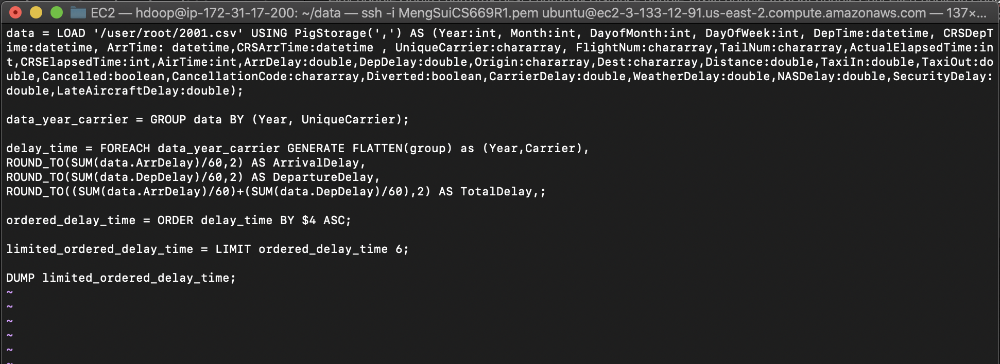 EC2 — hdoop@ip-172-31-17-200: ~/data — ssh -i MengSuiCS669R1.pem ubuntu@ec2-3-133-12-91.us-east-2.compute.amazonaws.com — 137×...
data = LOAD '/user/root/2001.csv' USING PigStorage(',') AS (Year:int, Month:int, DayofMonth:int, DayOfWeek:int, DepTime:datetime, CRSDepT
ime:datetime, ArrTime: datetime,CRSArrTime:datetime , UniqueCarrier:chararray, FlightNum:chararray,TailNum:chararray,ActualElapsedTime:in
t,CRSElapsedTime:int,AirTime:int,ArrDelay:double,DepDelay:double,Origin:chararray,Dest:chararray,Distance:double,TaxiIn:double,TaxiOut:do
uble,Cancelled:boolean,CancellationCode:chararray,Diverted:boolean,CarrierDelay:double,WeatherDelay:double,NASDelay:double,SecurityDelay:
double,LateAircraftDelay:double);
data_year_carrier = GROUP data BY (Year, UniqueCarrier);
delay_time = FOREACH data_year_carrier GENERATE FLATTEN(group) as (Year,Carrier),
ROUND_TO(SUM(data.ArrDelay)/60,2) AS ArrivalDelay,
ROUND_TO(SUM(data.DepDelay)/60,2) AS DepartureDelay,
ROUND_TO((SUM(data.ArrDelay)/60)+(SUM(data.DepDelay)/60),2) AS TotalDelay,;
ordered_delay_time = ORDER delay_time BY $4 ASC;
limited_ordered_delay_time = LIMIT ordered_delay_time 6;
DUMP limited_ordered_delay_time;
~
~
~
~
~
~